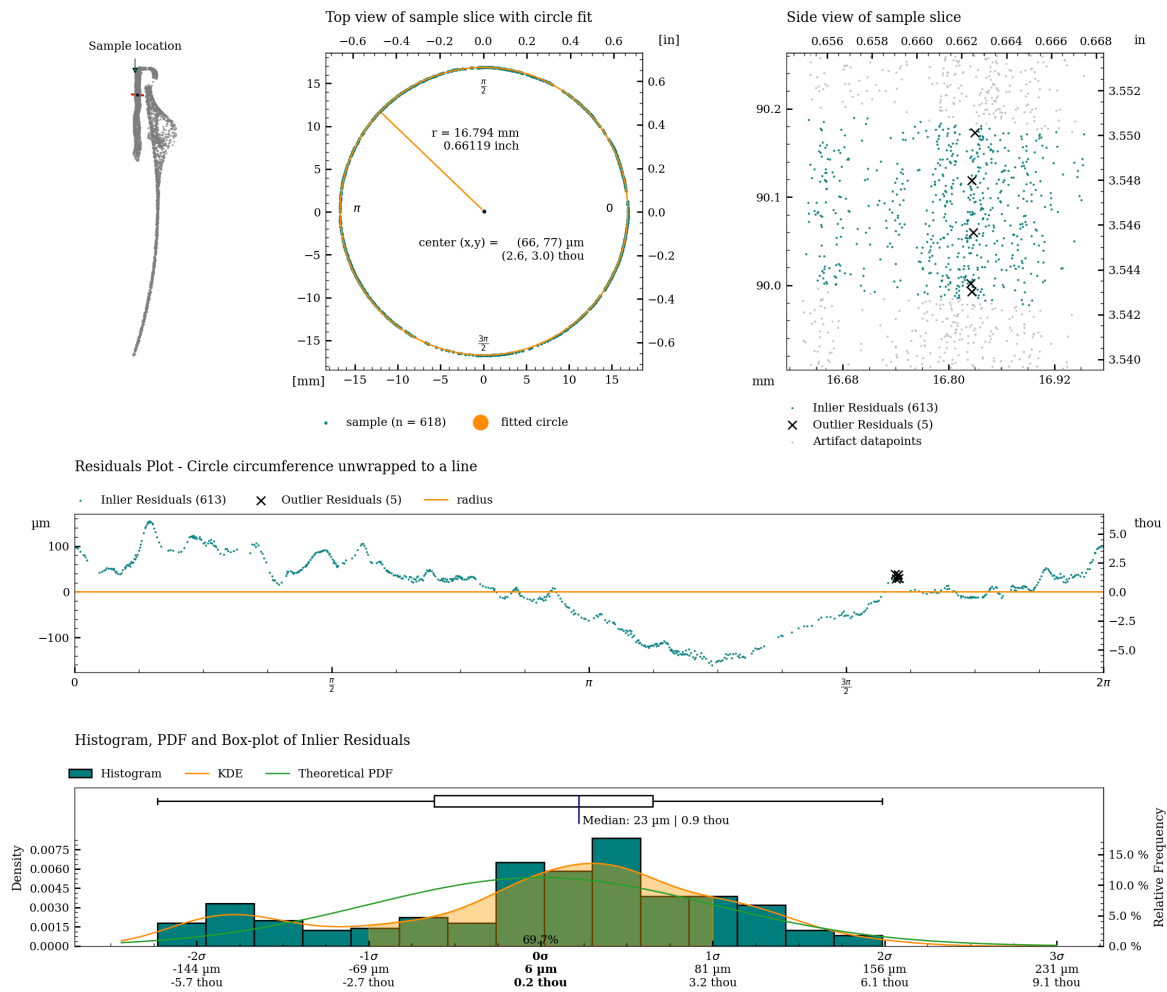 Top view of sample slice with circle fit
Side view of sample slice
Sample location
−0.6 −0.4 −0.2 0.0 0.2 0.4 0.6 [in]
0.656 0.658 0.660 0.662 0.664 0.666 0.668 in
15
10
5
0
−5
−10
−15
π/2
r = 16.794 mm
0.66119 inch
π
0
center (x,y) = (66, 77) µm
(2.6, 3.0) thou
3π/2
0.6
0.4
0.2
0.0
−0.2
−0.4
−0.6
[mm] −15 −10 −5 0 5 10 15
90.2
90.1
90.0
3.552
3.550
3.548
3.546
3.544
3.542
3.540
mm 16.68 16.80 16.92
sample (n = 618) fitted circle
Inlier Residuals (613)
Outlier Residuals (5)
Artifact datapoints
Residuals Plot - Circle circumference unwrapped to a line
Inlier Residuals (613) Outlier Residuals (5) radius
µm
100
0
−100
thou
5.0
2.5
0.0
−2.5
−5.0
0 π/2 π 3π/2 2π
Histogram, PDF and Box-plot of Inlier Residuals
Histogram KDE Theoretical PDF
Median: 23 µm | 0.9 thou
Density
0.0075
0.0060
0.0045
0.0030
0.0015
0.0000
Relative Frequency
15.0 %
10.0 %
5.0 %
0.0 %
69.7%
-2σ -1σ 0σ 1σ 2σ 3σ
-144 µm -69 µm 6 µm 81 µm 156 µm 231 µm
-5.7 thou -2.7 thou 0.2 thou 3.2 thou 6.1 thou 9.1 thou